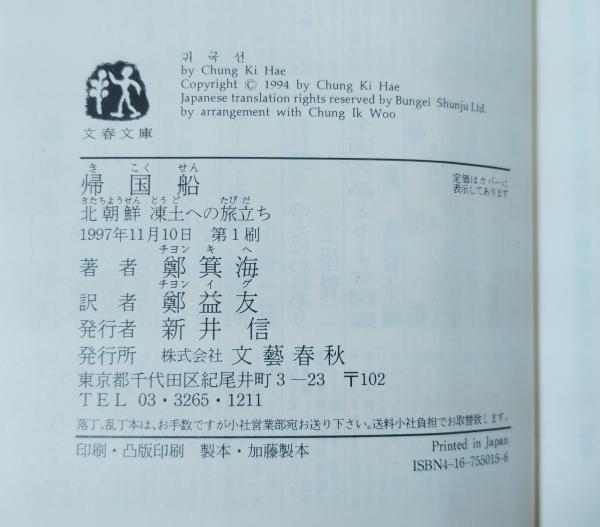 귀 국 선
by Chung Ki Hae
Copyright © 1994 by Chung Ki Hae
Japanese translation rights reserved by Bungei Shunju Ltd.
by arrangement with Chung Ik Woo
文春文庫
き こく せん
帰 国 船
定価はカバーに
表示してあります
きたちようせん とうど たびだ
北朝鮮 凍土への旅立ち
1997年11月10日 第1刷
チヨン キ ヘ
著 者 鄭 箕 海
チヨン イ グ
訳 者 鄭 益 友
発行者 新 井 信
発行所 株式会社 文藝春秋
東京都千代田区紀尾井町3—23 〒102
TEL 03・3265・1211
落丁、乱丁本は、お手数ですが小社営業部宛お送り下さい。送料小社負担でお取替致します。
印刷・凸版印刷 製本・加藤製本
Printed in Japan
ISBN4-16-755015-6